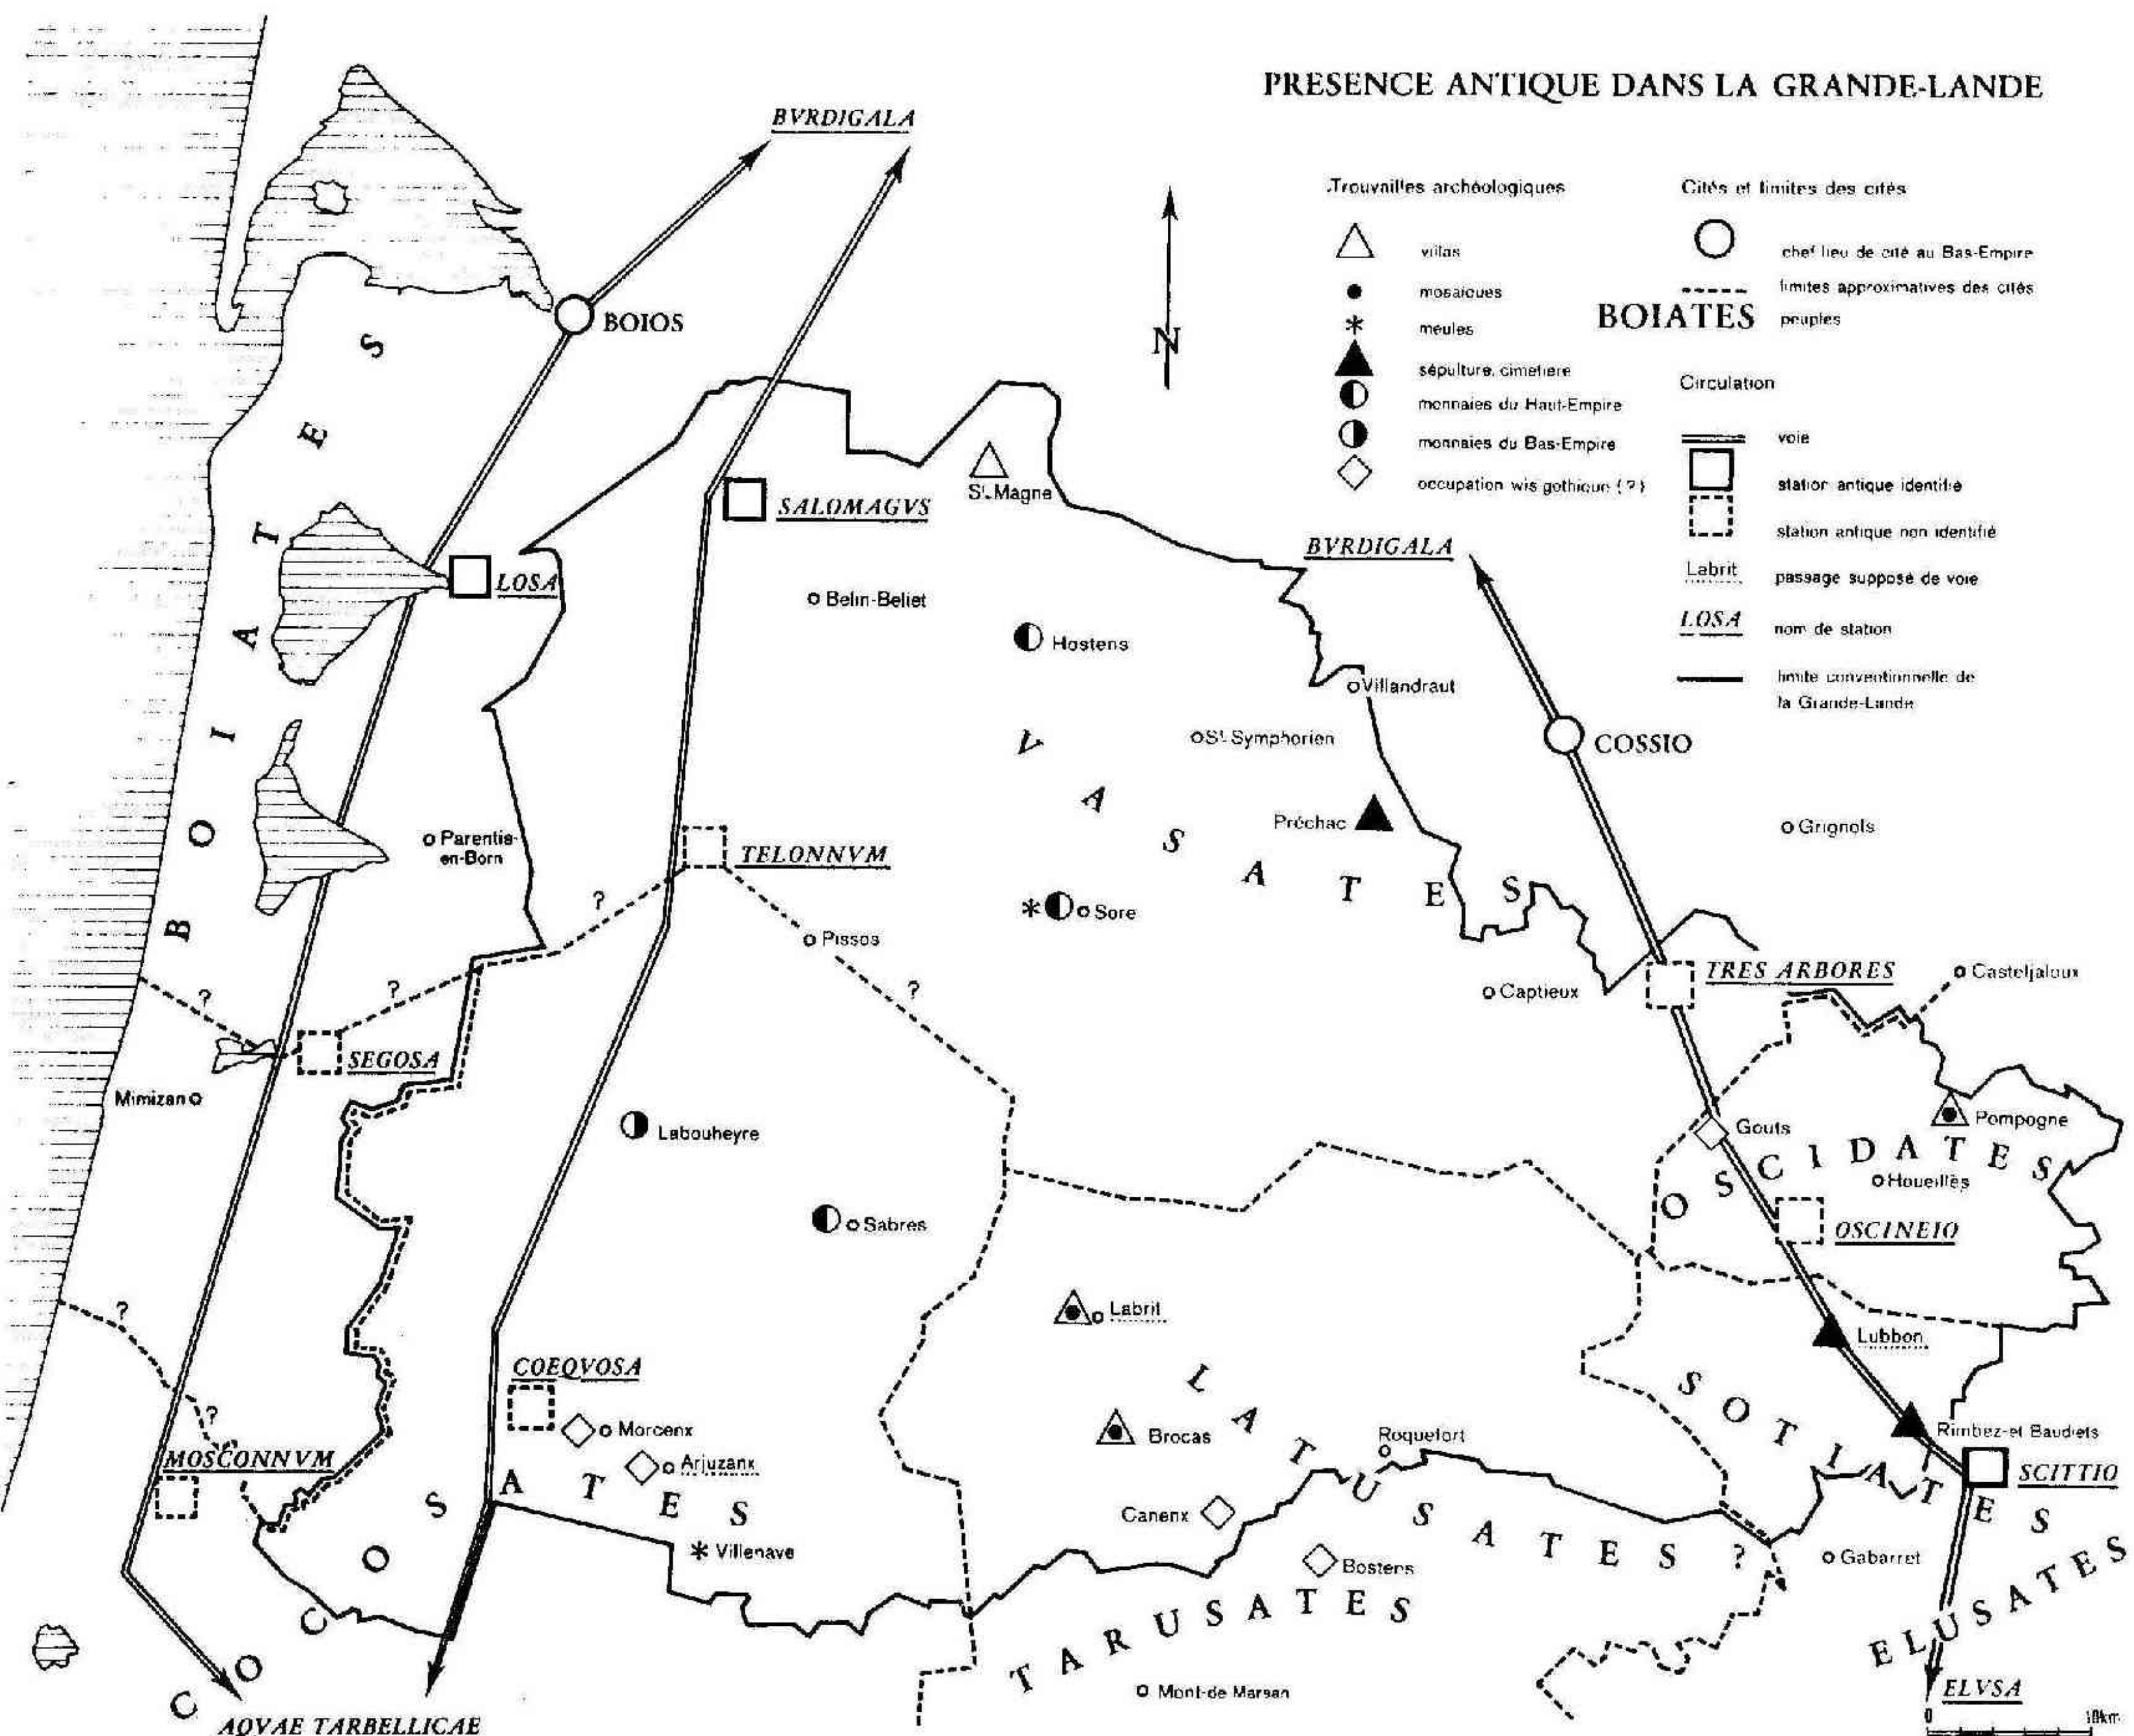 PRESENCE ANTIQUE DANS LA GRANDE-LANDE
Trouvailles archéologiques
villas
mosaiques
meules
sépulture, cimetiere
monnaies du Haut-Empire
monnaies du Bas-Empire
occupation wisigothique (?)
Cités et limites des cités
chef lieu de cité au Bas-Empire
limites approximatives des cités
BOIATES peuples
Circulation
voie
station antique identifié
station antique non identifié
Labrit passage supposé de voie
LOSA nom de station
limite conventionnelle de
la Grande-Lande
N
BVRDIGALA
BOIOS
BOIATES
SALOMAGVS
St-Magne
LOSA
Belin-Beliet
Hostens
BVRDIGALA
Villandraut
St-Symphorien
COSSIO
VASATES
Préchac
Grignols
Parentis-
en-Born
TELONNVM
?
Sore
Pissos
?
TRES ARBORES
Casteljaloux
Captieux
?
?
SEGOSA
Mimizan
Labouheyre
Gouts
Pompogne
OSCIDATES
Houeillès
Sabres
OSCINEIO
?
Labrit
Lubbon
COEQVOSA
LATUSATES ?
SOTIATES
?
Morcenx
Brocas
Roquefort
Rimbez-et Baudiets
MOSCONNVM
Arjuzanx
SCITTIO
COCOSATES
Canenx
Villenave
Bostens
Gabarret
TARUSATES
ELUSATES
Mont-de Marsan
ELVSA
AQVAE TARBELLICAE
0 10km